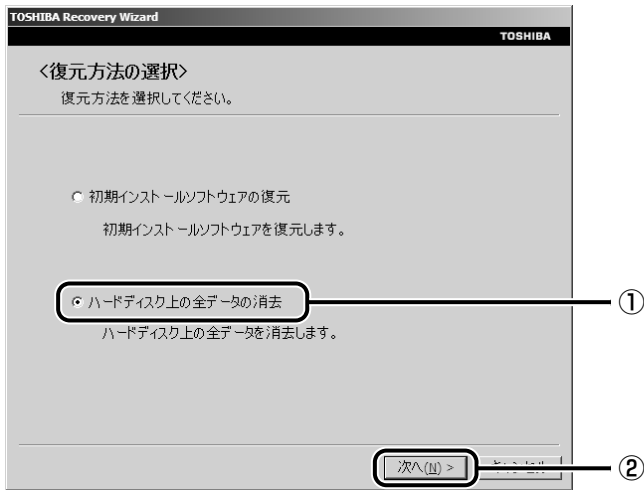 TOSHIBA Recovery Wizard
TOSHIBA
<復元方法の選択>
復元方法を選択してください。
初期インストールソフトウェアの復元
初期インストールソフトウェアを復元します。
ハードディスク上の全データの消去 ①
ハードディスク上の全データを消去します。
次へ(N) > ②